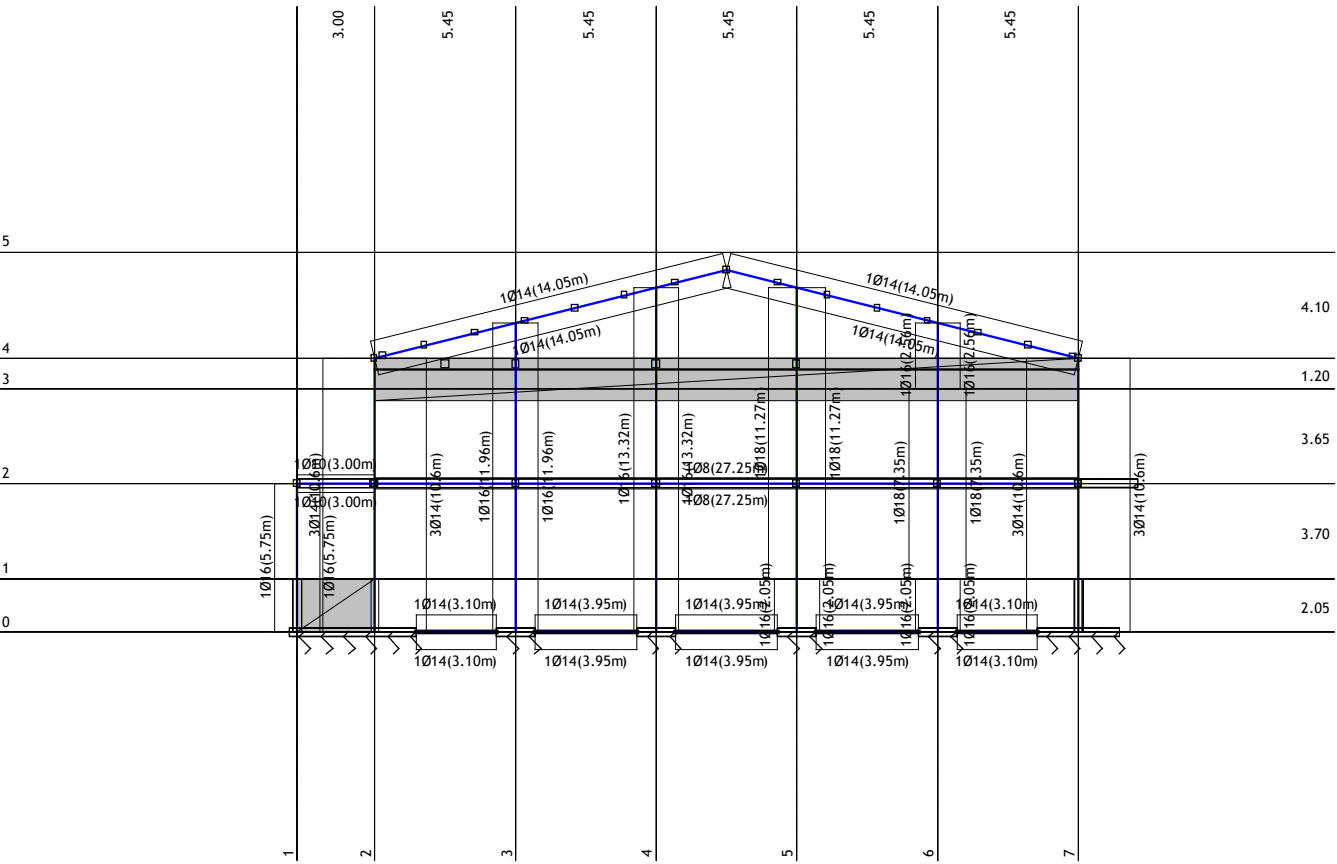 3.00
5.45
5.45
5.45
5.45
5.45
5
4
3
2
1
0
4.10
1.20
3.65
3.70
2.05
1Ø14(14.05m)
1Ø14(14.05m)
1Ø14(14.05m)
1Ø14(14.05m)
1Ø16(2.56m)
1Ø16(2.56m)
1Ø10(3.00m)
1Ø10(3.00m)
1Ø8(27.25m)
1Ø8(27.25m)
1Ø16(5.75m)
3Ø14(10.6m)
1Ø16(5.75m)
3Ø14(10.6m)
1Ø16(11.96m)
1Ø16(11.96m)
1Ø16(13.32m)
1Ø16(13.32m)
1Ø18(11.27m)
1Ø18(11.27m)
1Ø18(7.35m)
1Ø18(7.35m)
3Ø14(10.6m)
3Ø14(10.6m)
1Ø16(2.05m)
1Ø16(2.05m)
1Ø16(2.05m)
1Ø16(2.05m)
1Ø14(3.10m)
1Ø14(3.95m)
1Ø14(3.95m)
1Ø14(3.95m)
1Ø14(3.10m)
1Ø14(3.10m)
1Ø14(3.95m)
1Ø14(3.95m)
1Ø14(3.95m)
1Ø14(3.10m)
1
2
3
4
5
6
7